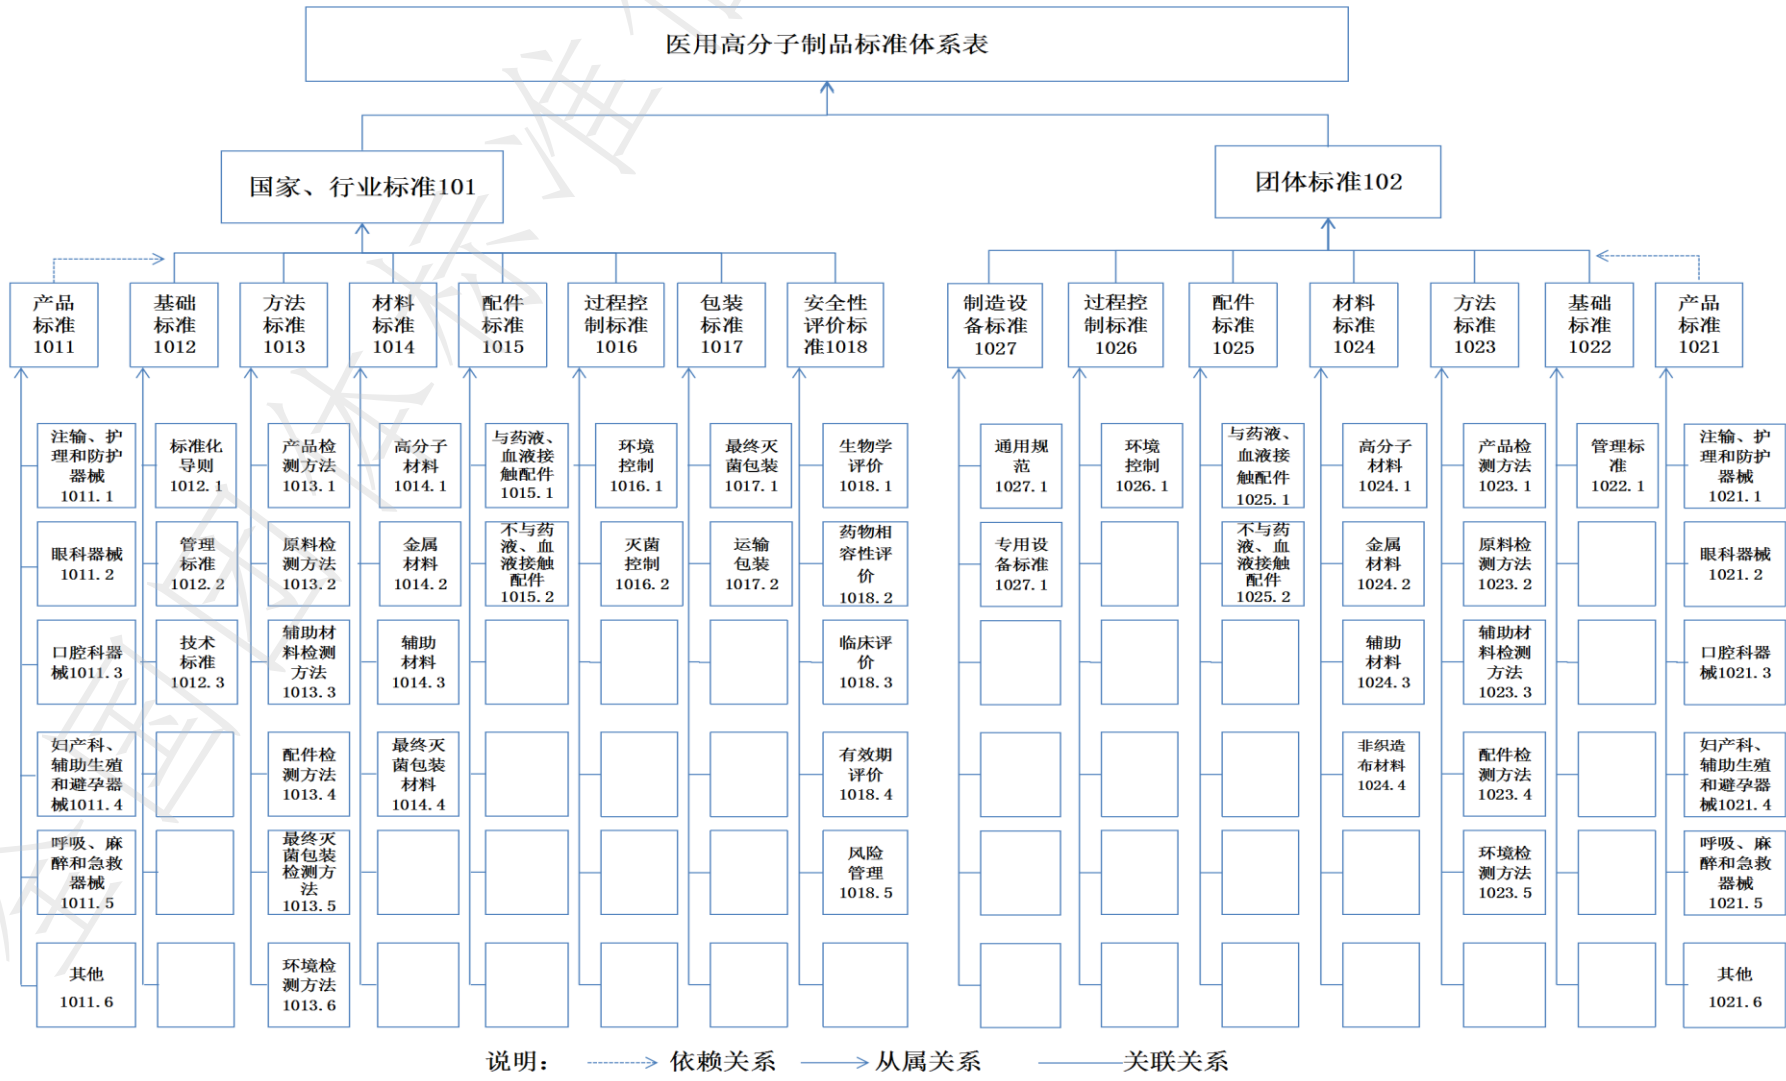 医用高分子制品标准体系表
国家、行业标准101
团体标准102
产品
标准
1011
基础
标准
1012
方法
标准
1013
材料
标准
1014
配件
标准
1015
过程控
制标准
1016
包装
标准
1017
安全性
评价标
准1018
制造设
备标准
1027
过程控
制标准
1026
配件
标准
1025
材料
标准
1024
方法
标准
1023
基础
标准
1022
产品
标准
1021
注输、护
理和防护
器械
1011.1
标准化
导则
1012.1
产品检
测方法
1013.1
高分子
材料
1014.1
与药液、
血液接
触配件
1015.1
环境
控制
1016.1
最终灭
菌包装
1017.1
生物学
评价
1018.1
通用规
范
1027.1
环境
控制
1026.1
与药液、
血液接
触配件
1025.1
高分子
材料
1024.1
产品检
测方法
1023.1
管理标
准
1022.1
注输、护
理和防护
器械
1021.1
眼科器械
1011.2
管理
标准
1012.2
原料检
测方法
1013.2
金属
材料
1014.2
不与药
液、血
液接触
配件
1015.2
灭菌
控制
1016.2
运输
包装
1017.2
药物相
容性评
价
1018.2
专用设
备标准
1027.1
不与药
液、血
液接触
配件
1025.2
金属
材料
1024.2
原料检
测方法
1023.2
眼科器械
1021.2
口腔科器
械1011.3
技术
标准
1012.3
辅助材
料检测
方法
1013.3
辅助
材料
1014.3
临床评
价
1018.3
辅助
材料
1024.3
辅助材
料检测
方法
1023.3
口腔科器
械1021.3
妇产科、
辅助生殖
和避孕器
械1011.4
配件检
测方法
1013.4
最终灭
菌包装
材料
1014.4
有效期
评价
1018.4
非织造
布材料
1024.4
配件检
测方法
1023.4
妇产科、
辅助生殖
和避孕器
械1021.4
呼吸、麻
醉和急救
器械
1011.5
最终灭
菌包装
检测方
法
1013.5
风险
管理
1018.5
环境检
测方法
1023.5
呼吸、麻
醉和急救
器械
1021.5
其他
1011.6
环境检
测方法
1013.6
其他
1021.6
说明： 依赖关系 从属关系 关联关系